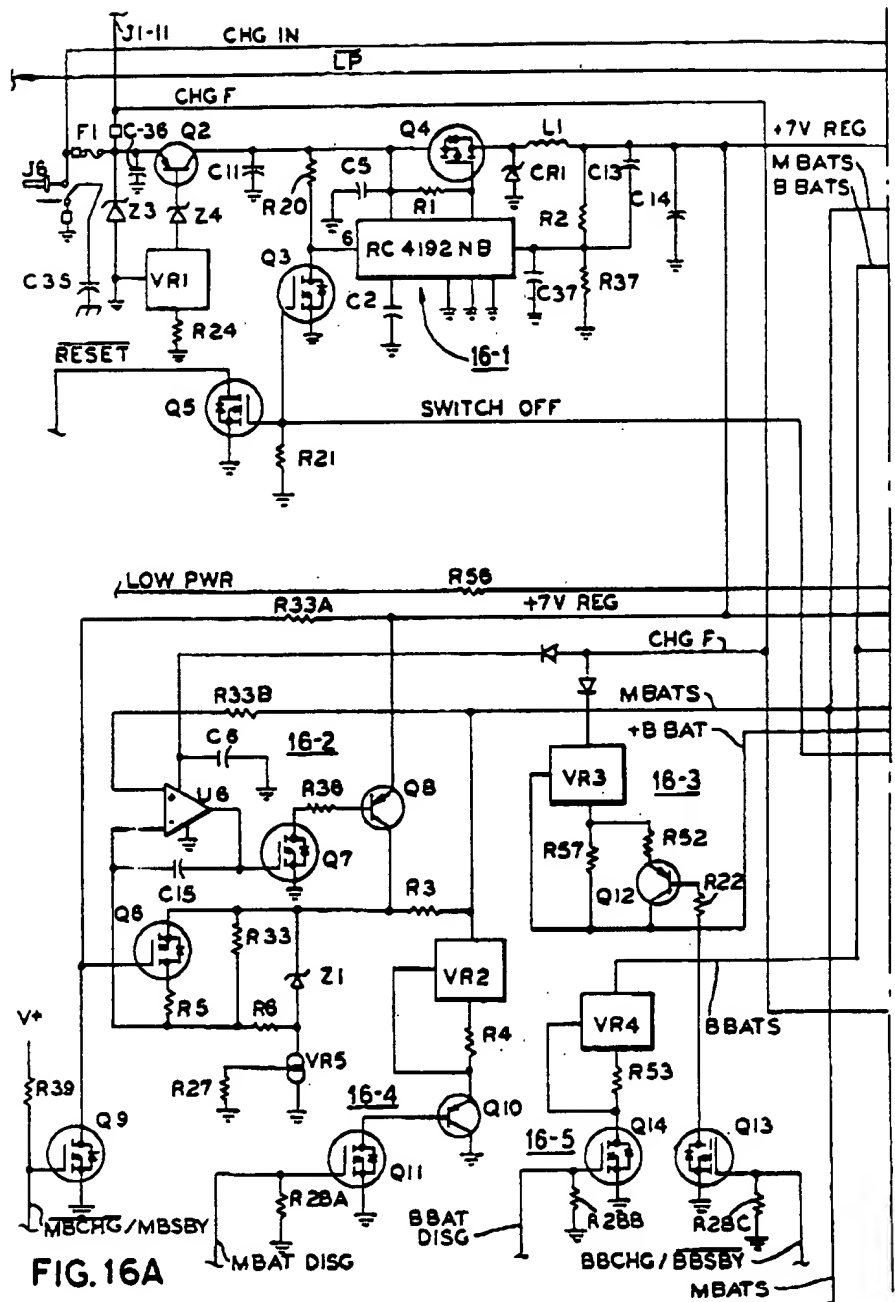 J1-11
CHG IN
LP
CHG F
F1
C-36
Q2
Q4
L1
+7V REG
J6
C11
C5
CR1
C13
M BATS
B BATS
R20
R1
R2
C14
Z3
Z4
Q3
6
RC 4192 NB
C35
VR1
C2
C37
R37
R24
16-1
RESET
Q5
SWITCH OFF
R21
LOW PWR
R56
R33A
+7V REG
CHG F
R33B
M BATS
+B BAT
C6
16-2
VR3
16-3
U6
+
-
R36
Q8
R57
R52
Q7
C15
Q12
R22
Q6
R3
R33
Z1
VR2
R5
R6
VR4
B BATS
V+
VR5
R4
R39
R27
R53
16-4
Q10
Q9
Q14
Q13
16-5
Q11
R28A
R28B
R28C
B BAT
DISG
MBCHG/MBSBY
MBAT DISG
BBCHG/BBSBY
M BATS
FIG. 16A